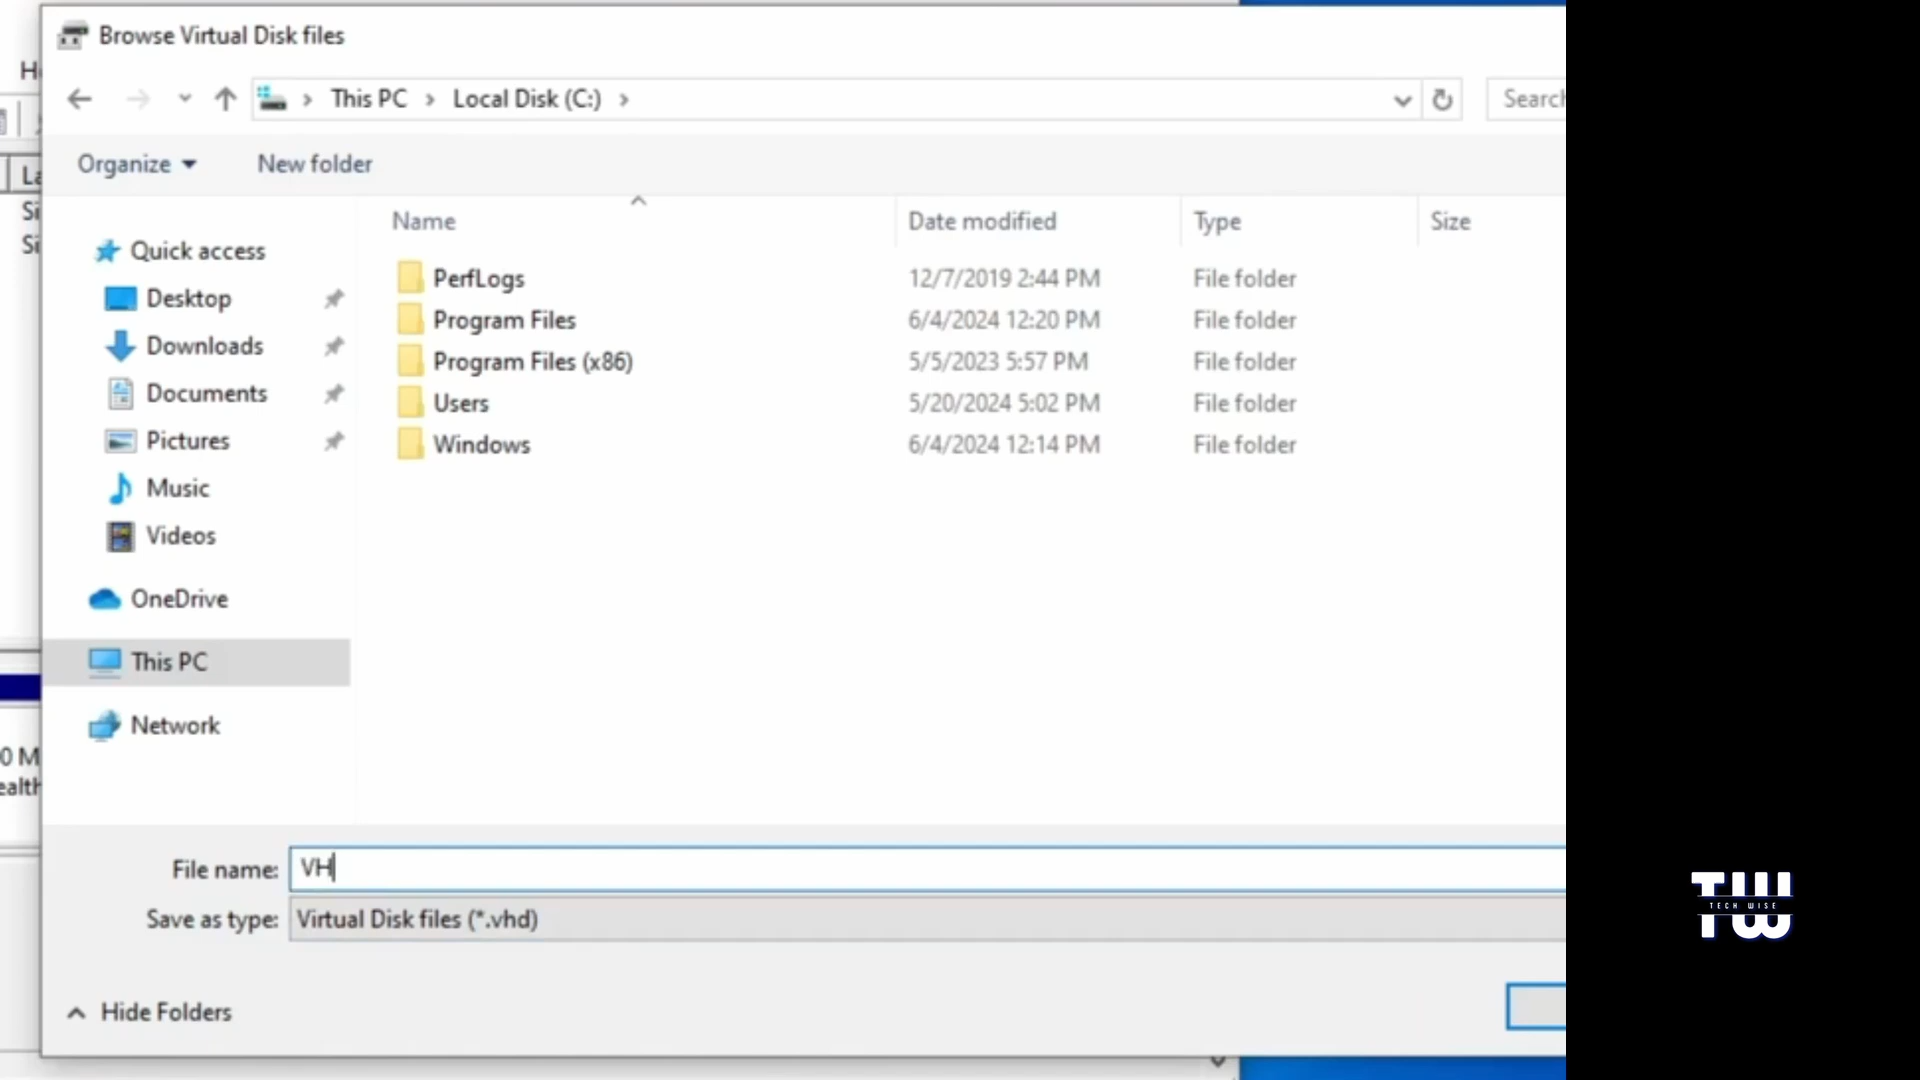 Browse Virtual Disk files
This PC > Local Disk (C:) >
Search
Organize
New folder
Name Date modified Type Size
Quick access
Desktop
Downloads
Documents
Pictures
Music
Videos
OneDrive
This PC
Network
PerfLogs 12/7/2019 2:44 PM File folder
Program Files 6/4/2024 12:20 PM File folder
Program Files (x86) 5/5/2023 5:57 PM File folder
Users 5/20/2024 5:02 PM File folder
Windows 6/4/2024 12:14 PM File folder
0 M
ealth
File name: VH
Save as type: Virtual Disk files (*.vhd)
Hide Folders
TW
TECH WISE